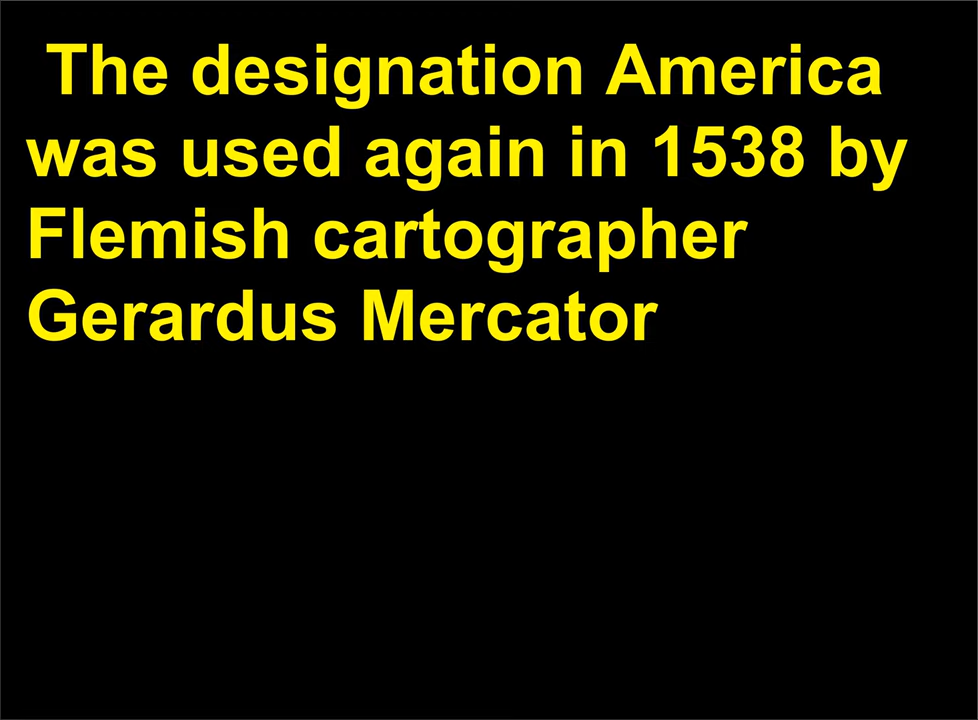 The designation America
was used again in 1538 by
Flemish cartographer
Gerardus Mercator